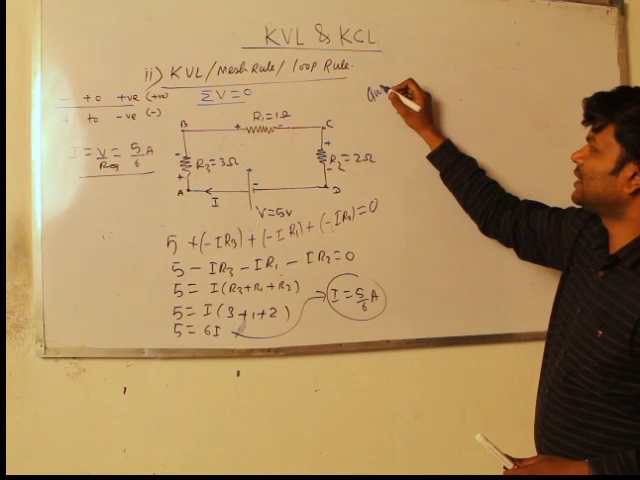 KVL & KCL
ii) KVL/Mesh Rule/loop Rule.
- to +ve (+ve)
+ to -ve (-)
ΣV=0
I = V/Req = 5/6 A
B + R1=1Ω - C
- R3=3Ω +
+ R2=2Ω -
A I + - D
V=5V
5 + (-IR3) + (-IR1) + (-IR2) = 0
5 - IR3 - IR1 - IR2 = 0
5 = I(R3+R1+R2)
5 = I(3+1+2)
5 = 6I
I = 5/6 A